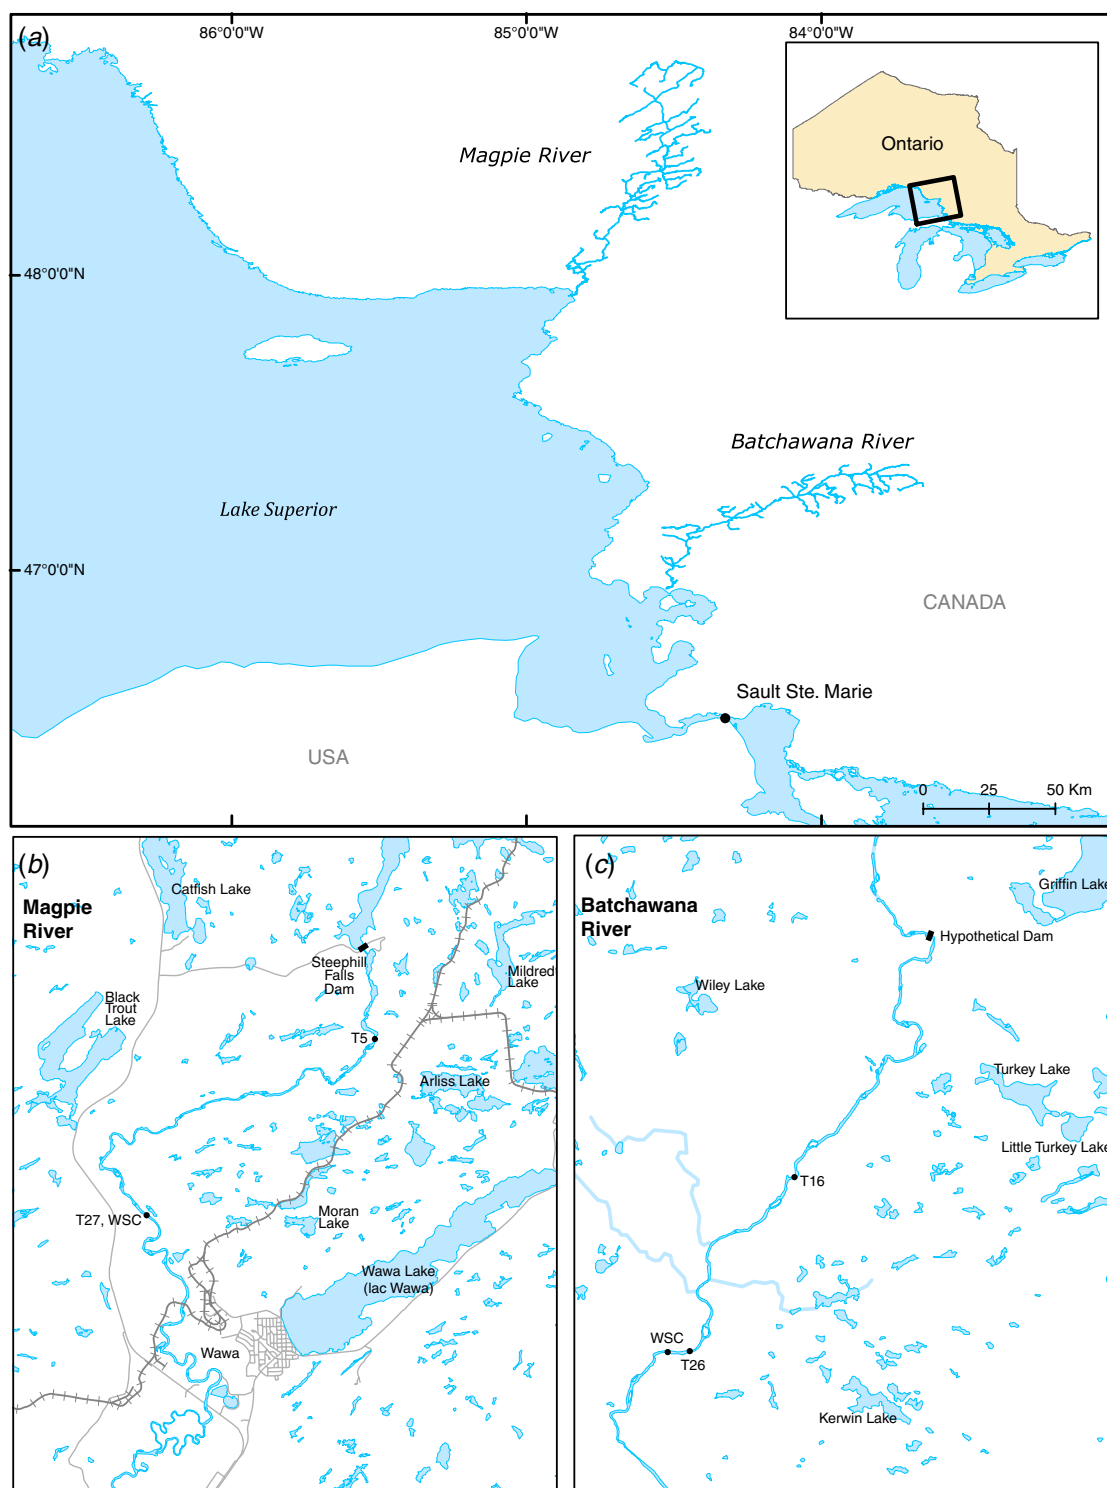 86°0'0"W
85°0'0"W
84°0'0"W
(a)
Ontario
Magpie River
48°0'0"N
Batchawana River
Lake Superior
47°0'0"N
CANADA
Sault Ste. Marie
USA
0 25 50 Km
(b)
Magpie
River
Catfish Lake
Steephill
Falls
Dam
Mildred
Lake
Black
Trout
Lake
T5
Arliss Lake
T27, WSC
Moran
Lake
Wawa Lake
(lac Wawa)
Wawa
(c)
Batchawana
River
Griffin Lake
Hypothetical Dam
Wiley Lake
Turkey Lake
Little Turkey Lake
T16
WSC
T26
Kerwin Lake